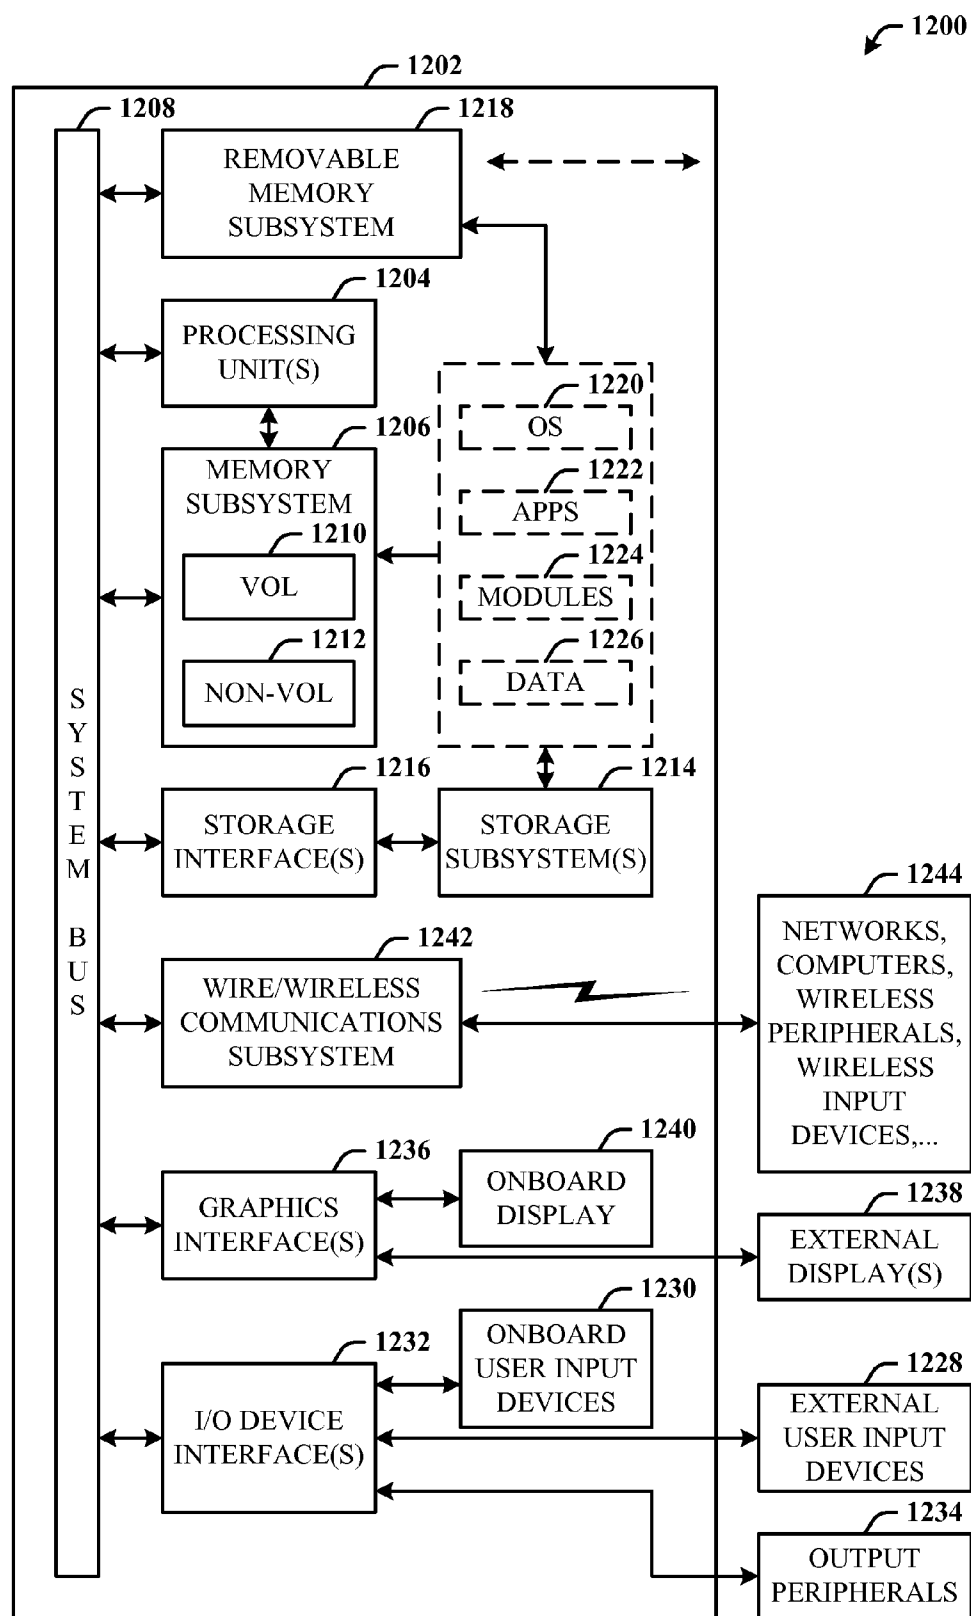 1200
1202
1208
1218
REMOVABLE
MEMORY
SUBSYSTEM
1204
PROCESSING
UNIT(S)
1206
MEMORY
SUBSYSTEM
1210
VOL
1212
NON-VOL
1220
OS
1222
APPS
1224
MODULES
1226
DATA
SYSTEM BUS
1216
STORAGE
INTERFACE(S)
1214
STORAGE
SUBSYSTEM(S)
1242
WIRE/WIRELESS
COMMUNICATIONS
SUBSYSTEM
1244
NETWORKS,
COMPUTERS,
WIRELESS
PERIPHERALS,
WIRELESS
INPUT
DEVICES,...
1236
GRAPHICS
INTERFACE(S)
1240
ONBOARD
DISPLAY
1238
EXTERNAL
DISPLAY(S)
1232
I/O DEVICE
INTERFACE(S)
1230
ONBOARD
USER INPUT
DEVICES
1228
EXTERNAL
USER INPUT
DEVICES
1234
OUTPUT
PERIPHERALS